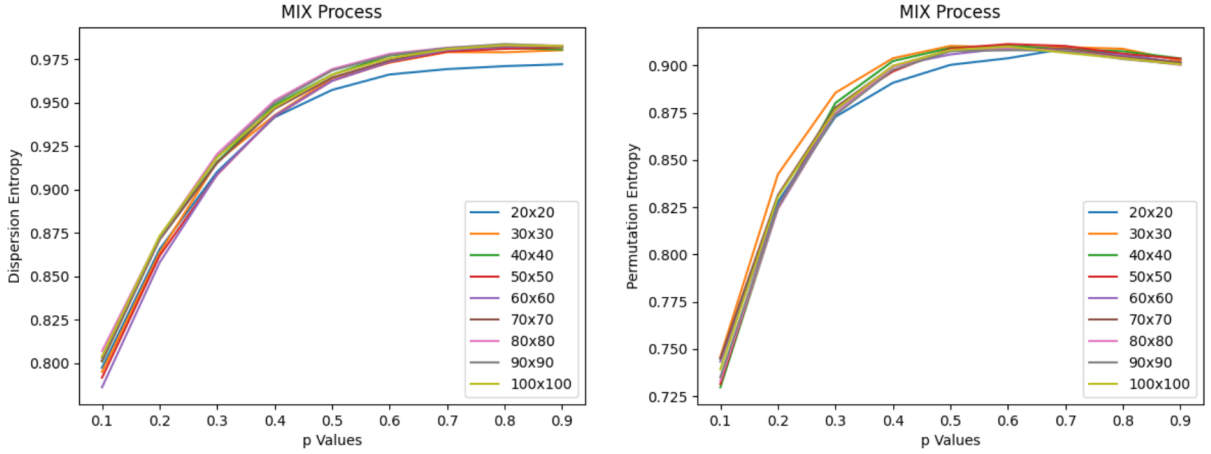 MIX Process
Dispersion Entropy
0.975
0.950
0.925
0.900
0.875
0.850
0.825
0.800
0.1 0.2 0.3 0.4 0.5 0.6 0.7 0.8 0.9
p Values
20x20
30x30
40x40
50x50
60x60
70x70
80x80
90x90
100x100
MIX Process
Permutation Entropy
0.900
0.875
0.850
0.825
0.800
0.775
0.750
0.725
0.1 0.2 0.3 0.4 0.5 0.6 0.7 0.8 0.9
p Values
20x20
30x30
40x40
50x50
60x60
70x70
80x80
90x90
100x100